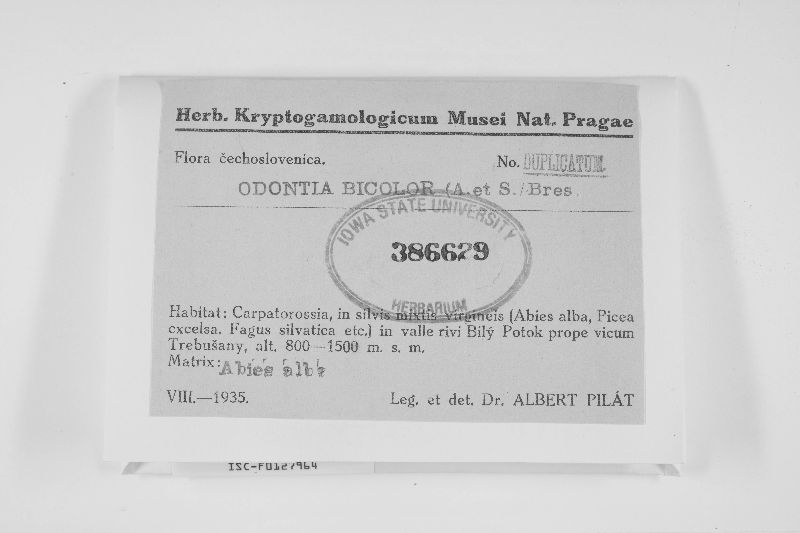 Herb. Kryptogamologicum Musei Nat. Pragae
Flora čechoslovenica.
No. DUPLICATUM.
ODONTIA BICOLOR (A.et S./Bres.
IOWA STATE UNIVERSITY
386629
HERBARIUM
Habitat: Carpatorossia, in silvis mixtis virgineis (Abies alba, Picea
excelsa, Fagus silvatica etc.) in valle rivi Bílý Potok prope vicum
Trebušany, alt. 800—1500 m. s. m.
Matrix: Abies alba
VIII.—1935.
Leg. et det. Dr. ALBERT PILÁT
ISC-F0127964